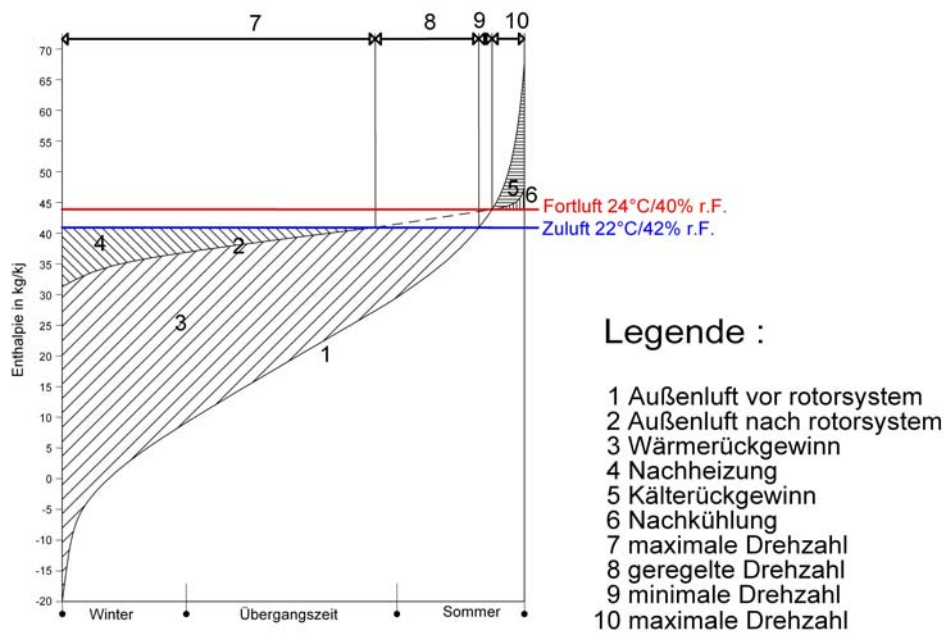 7 8 9 10
70
65
60
55
50
45
40
35
30
25
20
15
10
5
0
-5
-10
-15
-20
Enthalpie in kg/kj
5
6
4
2
3
1
Fortluft 24°C/40% r.F.
Zuluft 22°C/42% r.F.
Winter Übergangszeit Sommer
Legende :
1 Außenluft vor rotorsystem
2 Außenluft nach rotorsystem
3 Wärmerückgewinn
4 Nachheizung
5 Kälterückgewinn
6 Nachkühlung
7 maximale Drehzahl
8 geregelte Drehzahl
9 minimale Drehzahl
10 maximale Drehzahl